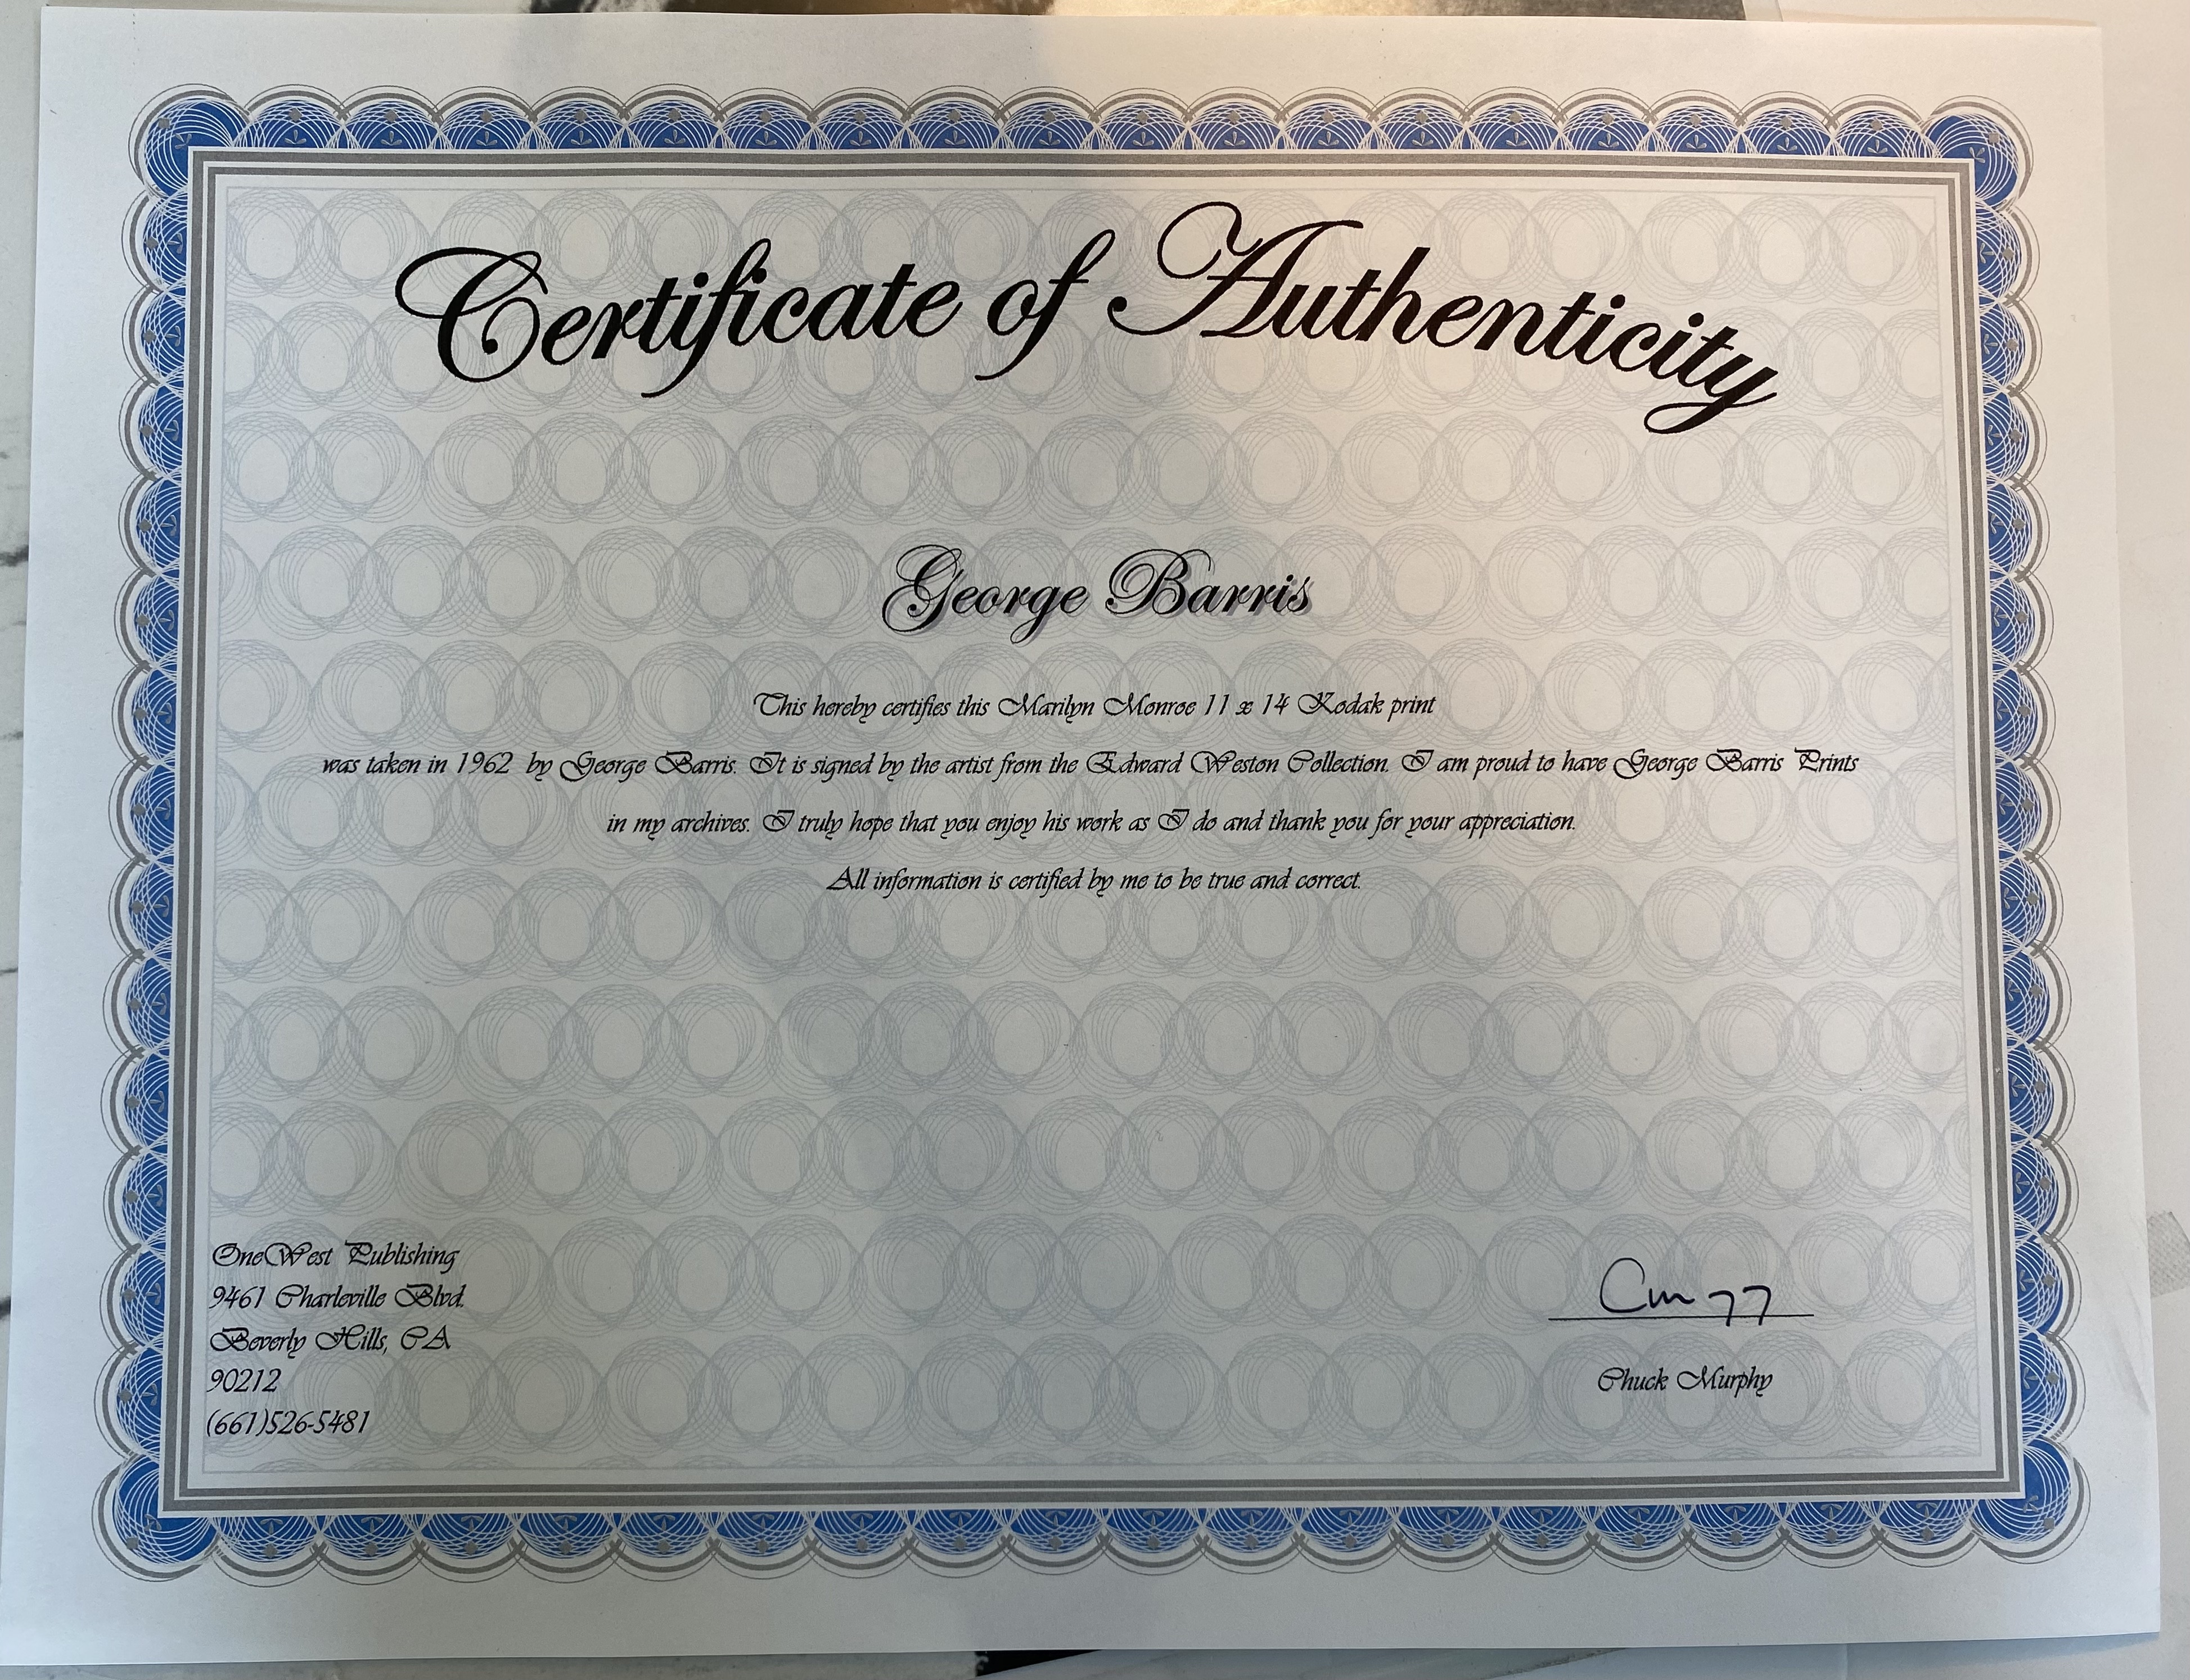 Certificate of Authenticity
George Barris
This hereby certifies this Marilyn Monroe 11 x 14 Kodak print
was taken in 1962 by George Barris. It is signed by the artist from the Edward Weston Collection. I am proud to have George Barris Prints
in my archives. I truly hope that you enjoy his work as I do and thank you for your appreciation.
All information is certified by me to be true and correct.
OneWest Publishing
9461 Charleville Blvd.
Beverly Hills, CA
90212
(661)526-5481
Chuck Murphy